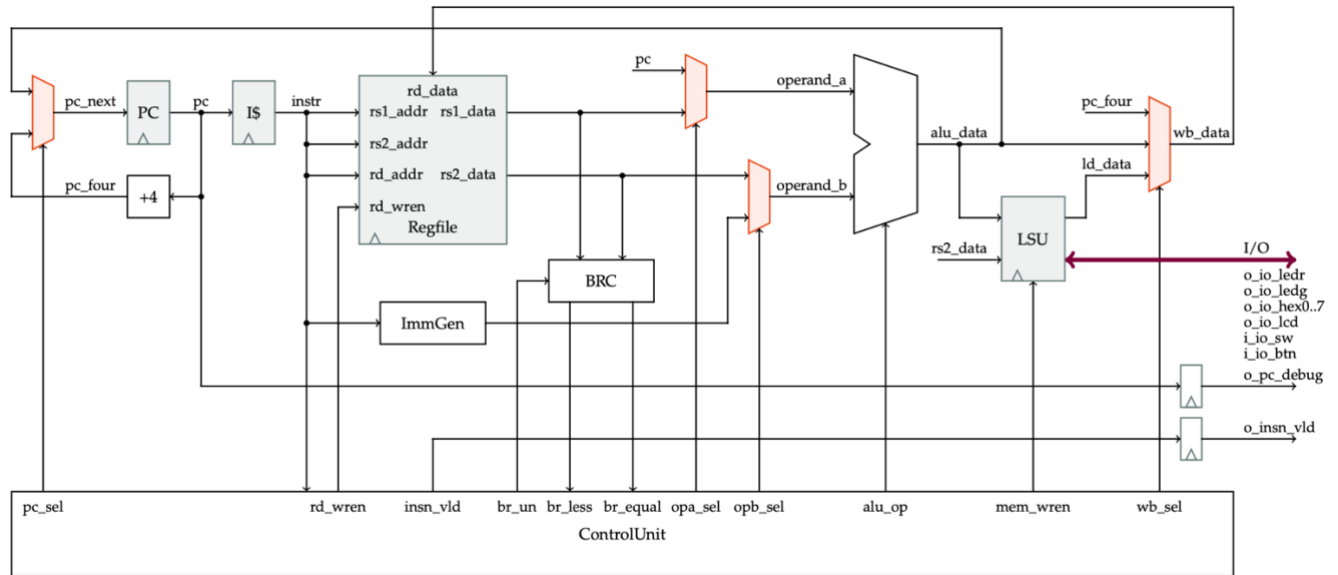 pc
rd_data
operand_a
pc_next
PC
pc
I$
instr
rs1_addr
rs1_data
pc_four
wb_data
rs2_addr
alu_data
rd_addr
rs2_data
ld_data
pc_four
+4
operand_b
rd_wren
Regfile
LSU
rs2_data
I/O
BRC
o_io_ledr
o_io_ledg
o_io_hex0..7
ImmGen
o_io_lcd
i_io_sw
i_io_btn
o_pc_debug
o_insn_vld
pc_sel
rd_wren
insn_vld
br_un
br_less
br_equal
opa_sel
opb_sel
alu_op
mem_wren
wb_sel
ControlUnit